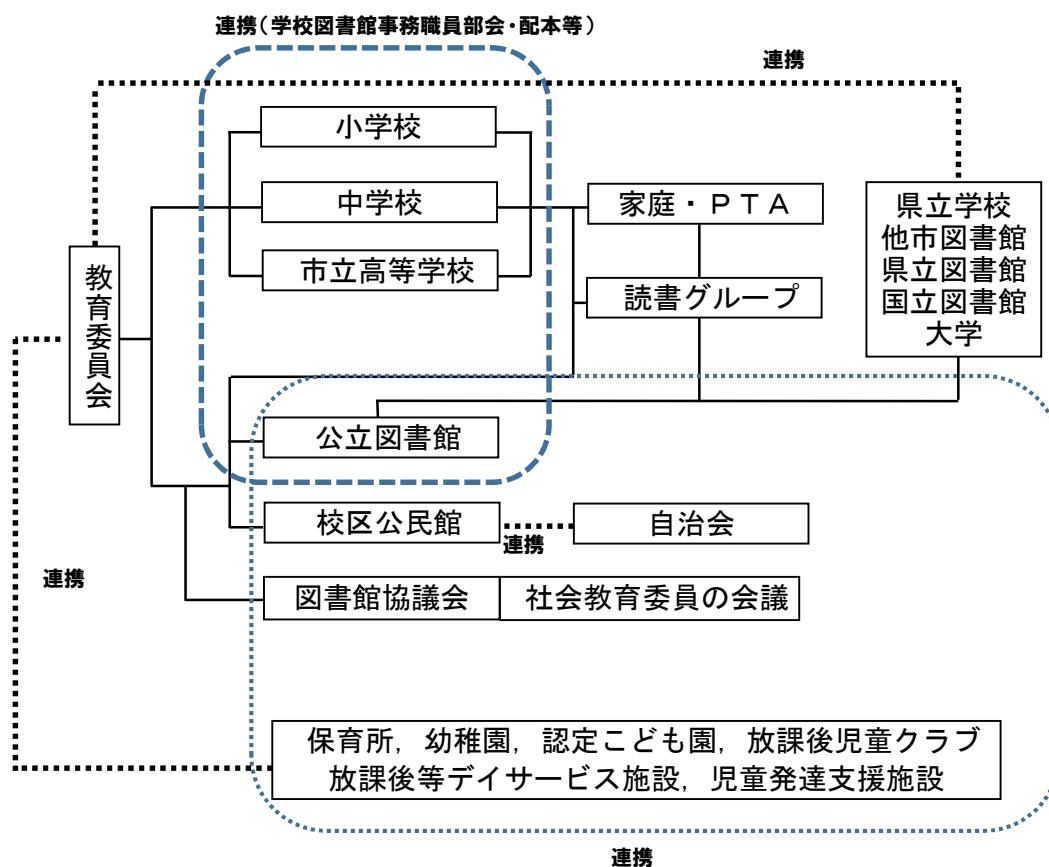 連携（学校図書館事務職員部会・配本等）
連携
小学校
中学校
市立高等学校
家庭・ＰＴＡ
読書グループ
県立学校
他市図書館
県立図書館
国立図書館
大学
教育委員会
公立図書館
校区公民館
連携
自治会
連携
図書館協議会
社会教育委員の会議
保育所，幼稚園，認定こども園，放課後児童クラブ
放課後等デイサービス施設，児童発達支援施設
連携